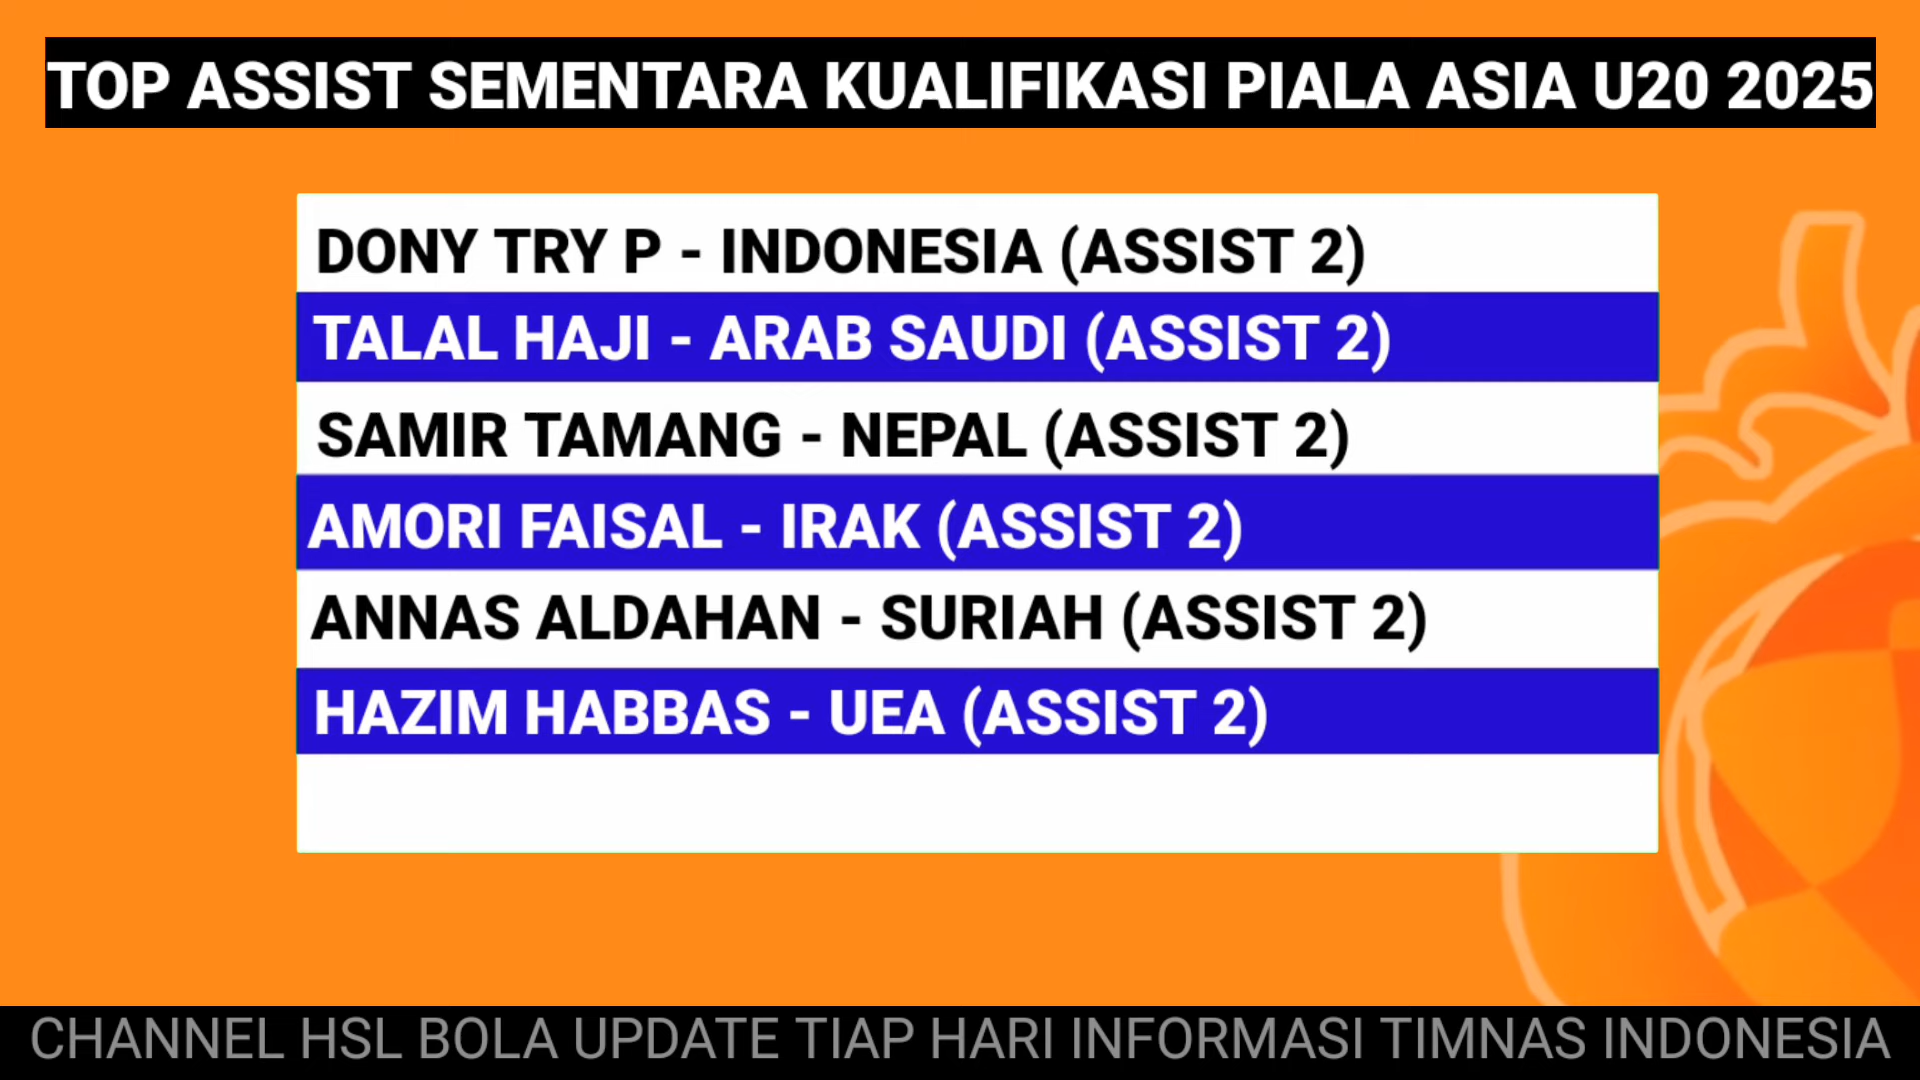 TOP ASSIST SEMENTARA KUALIFIKASI PIALA ASIA U20 2025
DONY TRY P - INDONESIA (ASSIST 2)
TALAL HAJI - ARAB SAUDI (ASSIST 2)
SAMIR TAMANG - NEPAL (ASSIST 2)
AMORI FAISAL - IRAK (ASSIST 2)
ANNAS ALDAHAN - SURIAH (ASSIST 2)
HAZIM HABBAS - UEA (ASSIST 2)
CHANNEL HSL BOLA UPDATE TIAP HARI INFORMASI TIMNAS INDONESIA